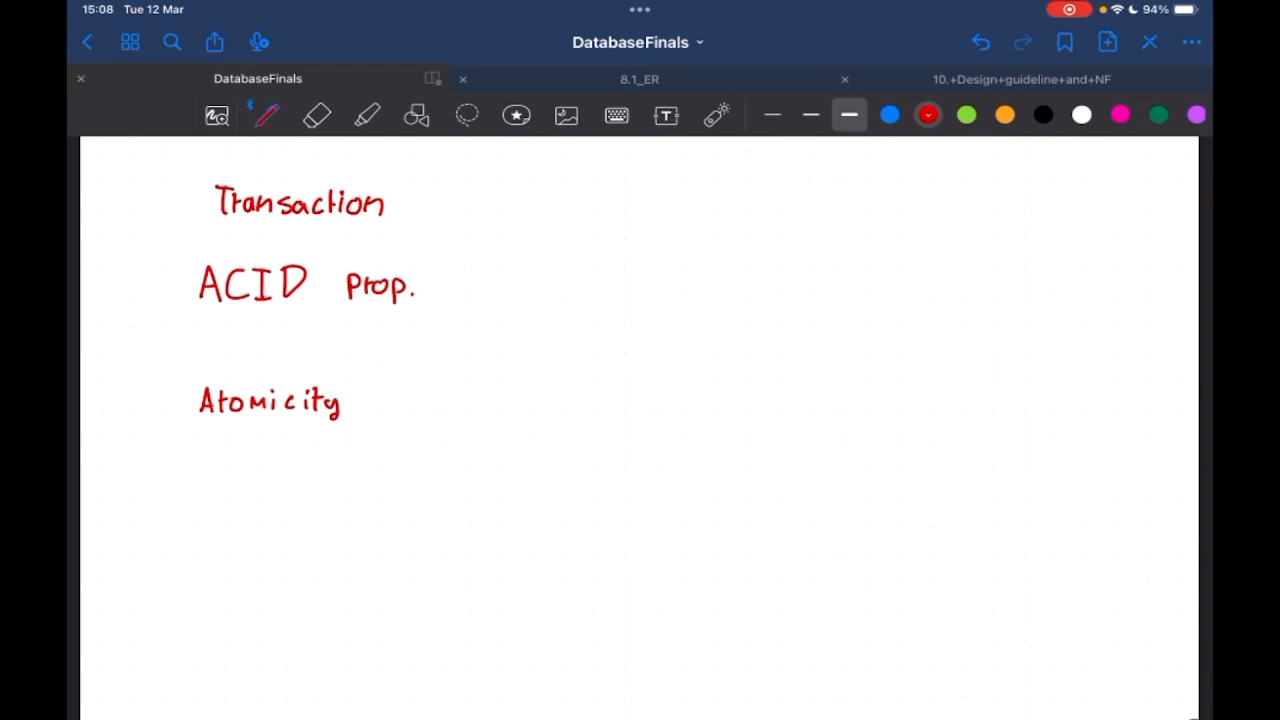 15:08 Tue 12 Mar
94%
DatabaseFinals
DatabaseFinals
8.1_ER
10.+Design+guideline+and+NF
T
Transaction
ACID prop.
Atomicity